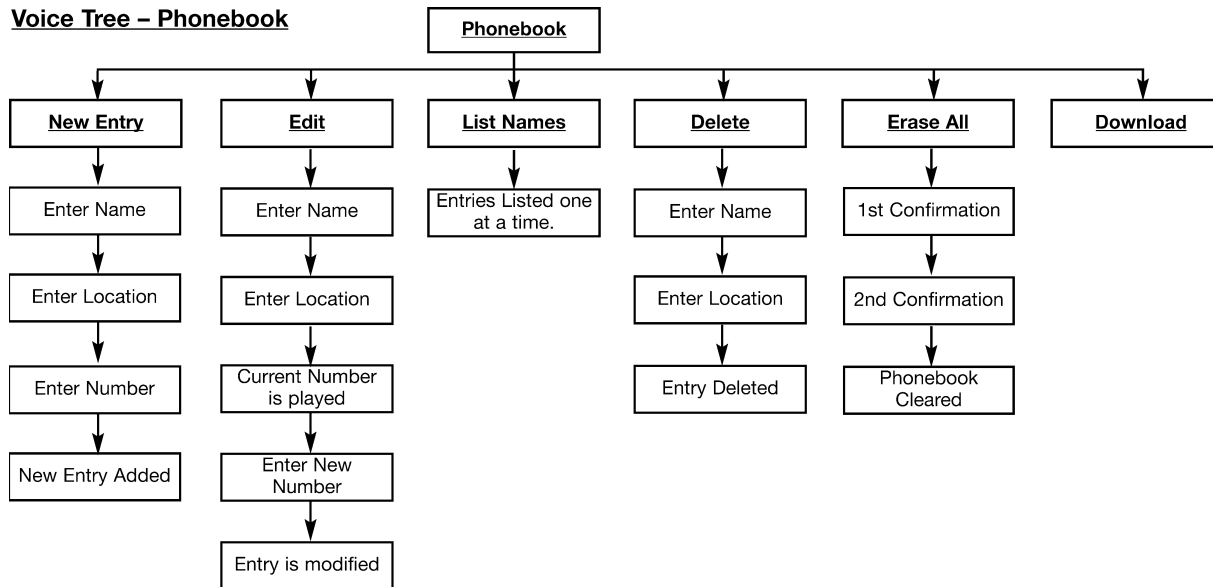 Voice Tree – Phonebook
Phonebook
New Entry
Edit
List Names
Delete
Erase All
Download
Enter Name
Enter Name
Entries Listed one
at a time.
Enter Name
1st Confirmation
Enter Location
Enter Location
Enter Location
2nd Confirmation
Enter Number
Current Number
is played
Entry Deleted
Phonebook
Cleared
New Entry Added
Enter New
Number
Entry is modified